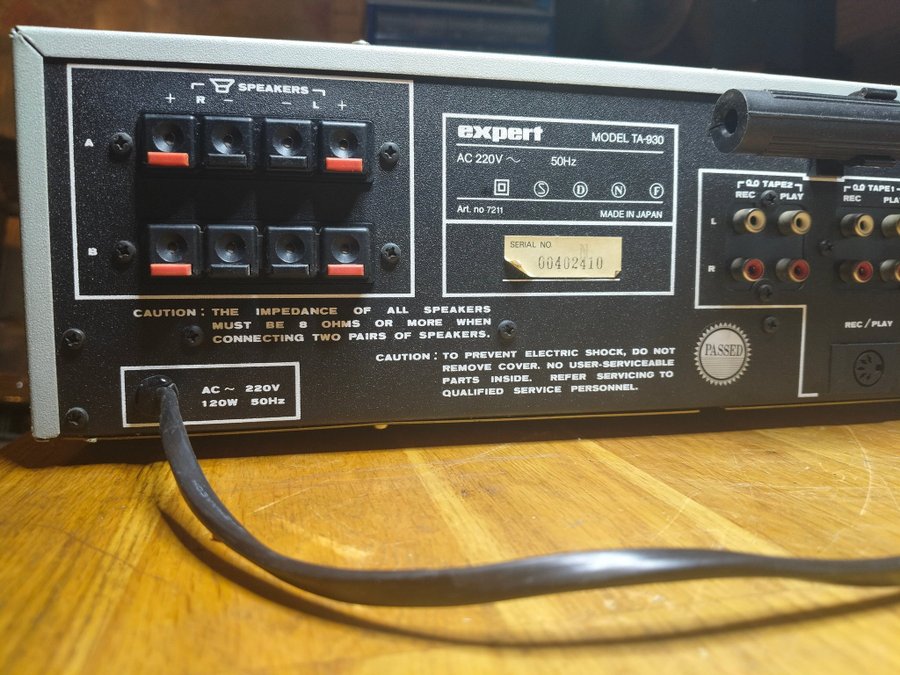 SPEAKERS
+ R − − L +
A
B
expert MODEL TA-930
AC 220V ~ 50Hz
S D N F
Art. no 7211 MADE IN JAPAN
SERIAL NO. N
00402410
CAUTION : THE IMPEDANCE OF ALL SPEAKERS
MUST BE 8 OHMS OR MORE WHEN
CONNECTING TWO PAIRS OF SPEAKERS.
CAUTION : TO PREVENT ELECTRIC SHOCK, DO NOT
REMOVE COVER. NO USER-SERVICEABLE
PARTS INSIDE. REFER SERVICING TO
QUALIFIED SERVICE PERSONNEL.
AC ~ 220V
120W 50Hz
TAPE2
REC PLAY
TAPE1
REC PLA
L
R
REC / PLAY
PASSED